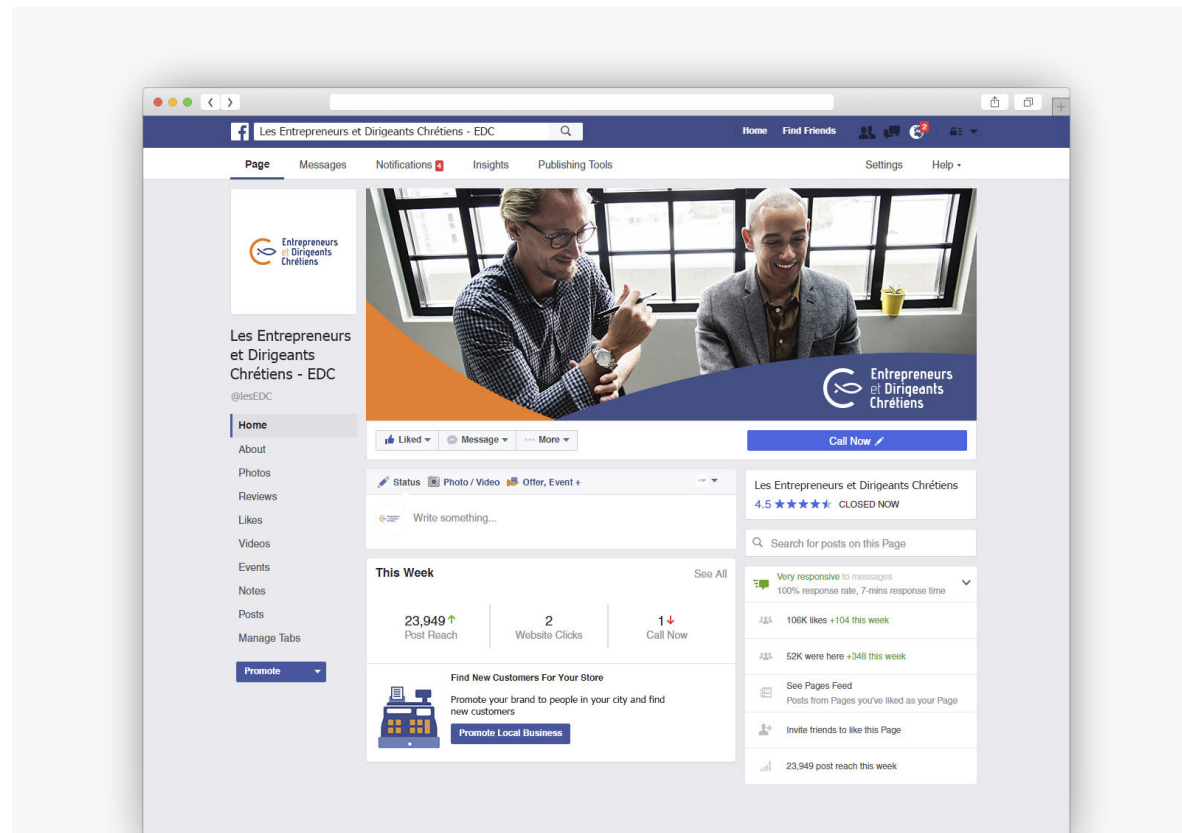 Les Entrepreneurs et Dirigeants Chrétiens - EDC
Home Find Friends 2
Page Messages Notifications 4 Insights Publishing Tools Settings Help
Entrepreneurs
et Dirigeants
Chrétiens
Les Entrepreneurs
et Dirigeants
Chrétiens - EDC
@lesEDC
Home
About
Photos
Reviews
Likes
Videos
Events
Notes
Posts
Manage Tabs
Promote
Entrepreneurs
et Dirigeants
Chrétiens
Liked Message ... More
Call Now
Status Photo / Video Offer, Event +
Write something...
This Week See All
23,949 2 1
Post Reach Website Clicks Call Now
Find New Customers For Your Store
Promote your brand to people in your city and find
new customers
Promote Local Business
Les Entrepreneurs et Dirigeants Chrétiens
4.5 ★★★★★ CLOSED NOW
Search for posts on this Page
Very responsive to messages
100% response rate, 7-mins response time
106K likes +104 this week
52K were here +348 this week
See Pages Feed
Posts from Pages you've liked as your Page
Invite friends to like this Page
23,949 post reach this week